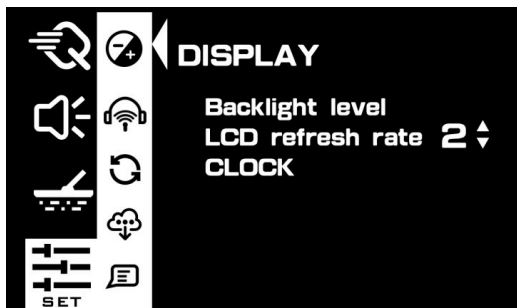 DISPLAY
Backlight level
LCD refresh rate 2
CLOCK
SET